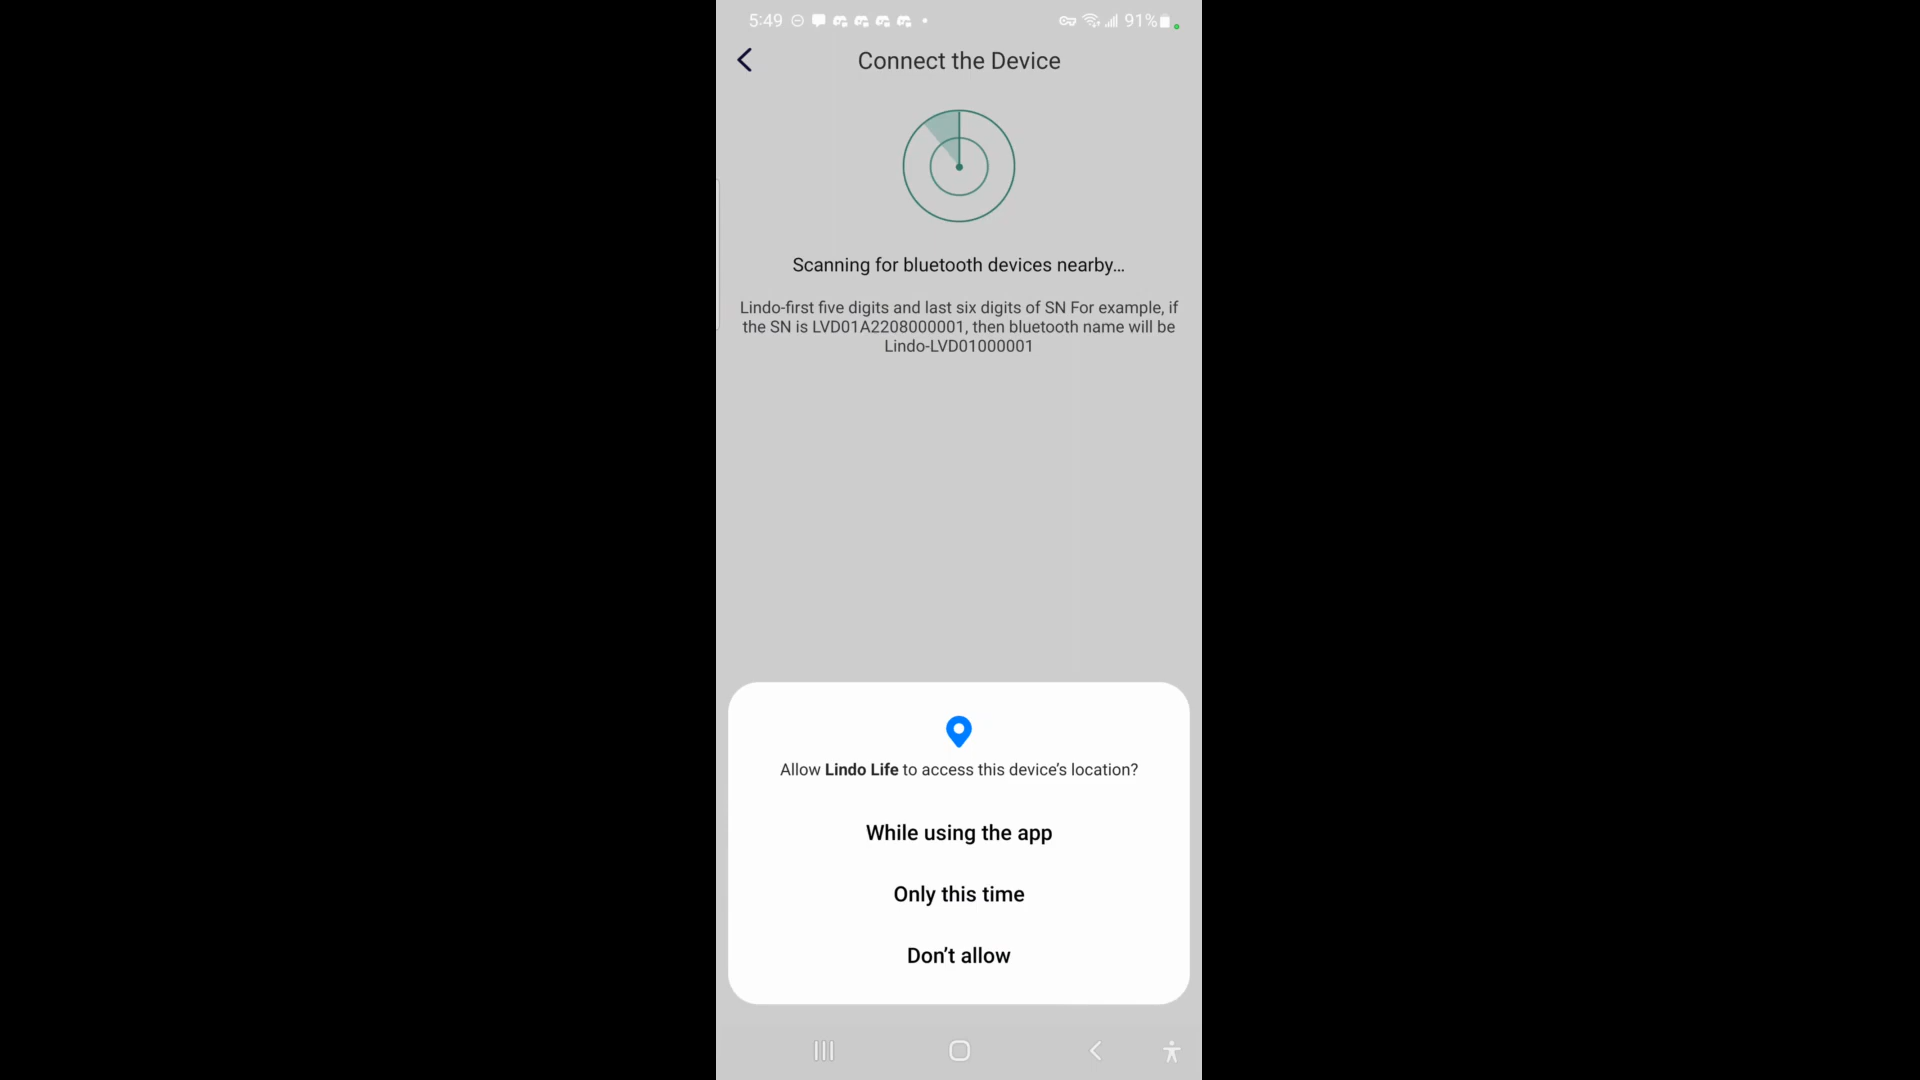 5:49 91%
Connect the Device
Scanning for bluetooth devices nearby...
Lindo-first five digits and last six digits of SN For example, if
the SN is LVD01A2208000001, then bluetooth name will be
Lindo-LVD01000001
Allow Lindo Life to access this device's location?
While using the app
Only this time
Don't allow